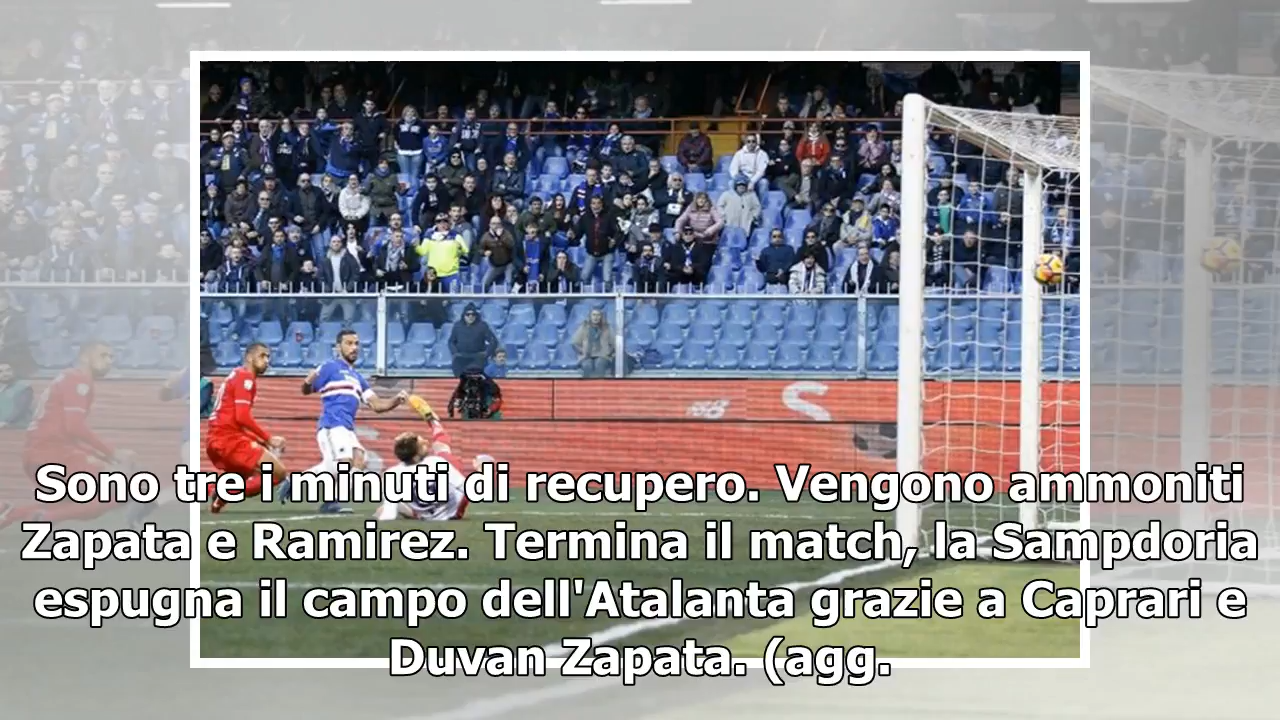 Sono tre i minuti di recupero. Vengono ammoniti
Zapata e Ramirez. Termina il match, la Sampdoria
espugna il campo dell'Atalanta grazie a Caprari e
Duvan Zapata. (agg.